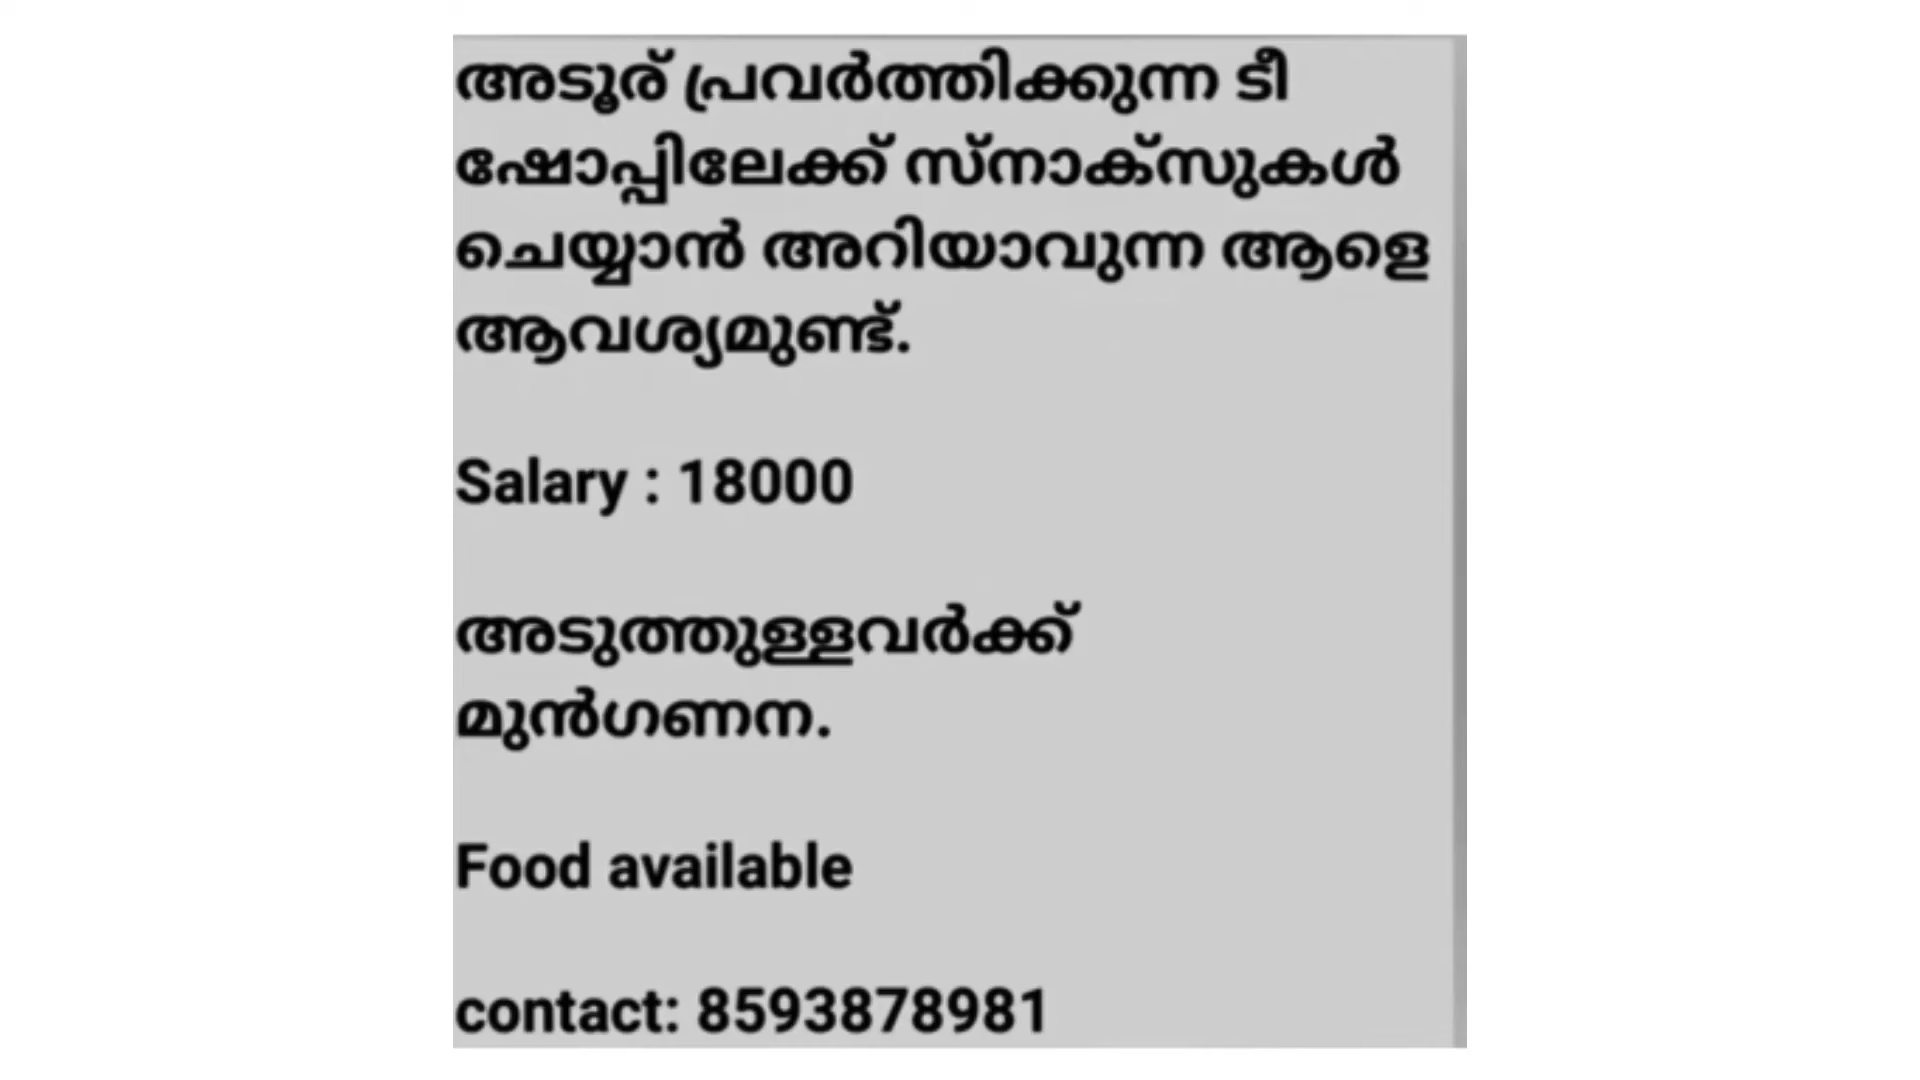 അടൂര് പ്രവർത്തിക്കുന്ന ടീ
ഷോപ്പിലേക്ക് സ്നാക്സുകൾ
ചെയ്യാൻ അറിയാവുന്ന ആളെ
ആവശ്യമുണ്ട്.
Salary : 18000
അടുത്തുള്ളവർക്ക്
മുൻഗണന.
Food available
contact: 8593878981